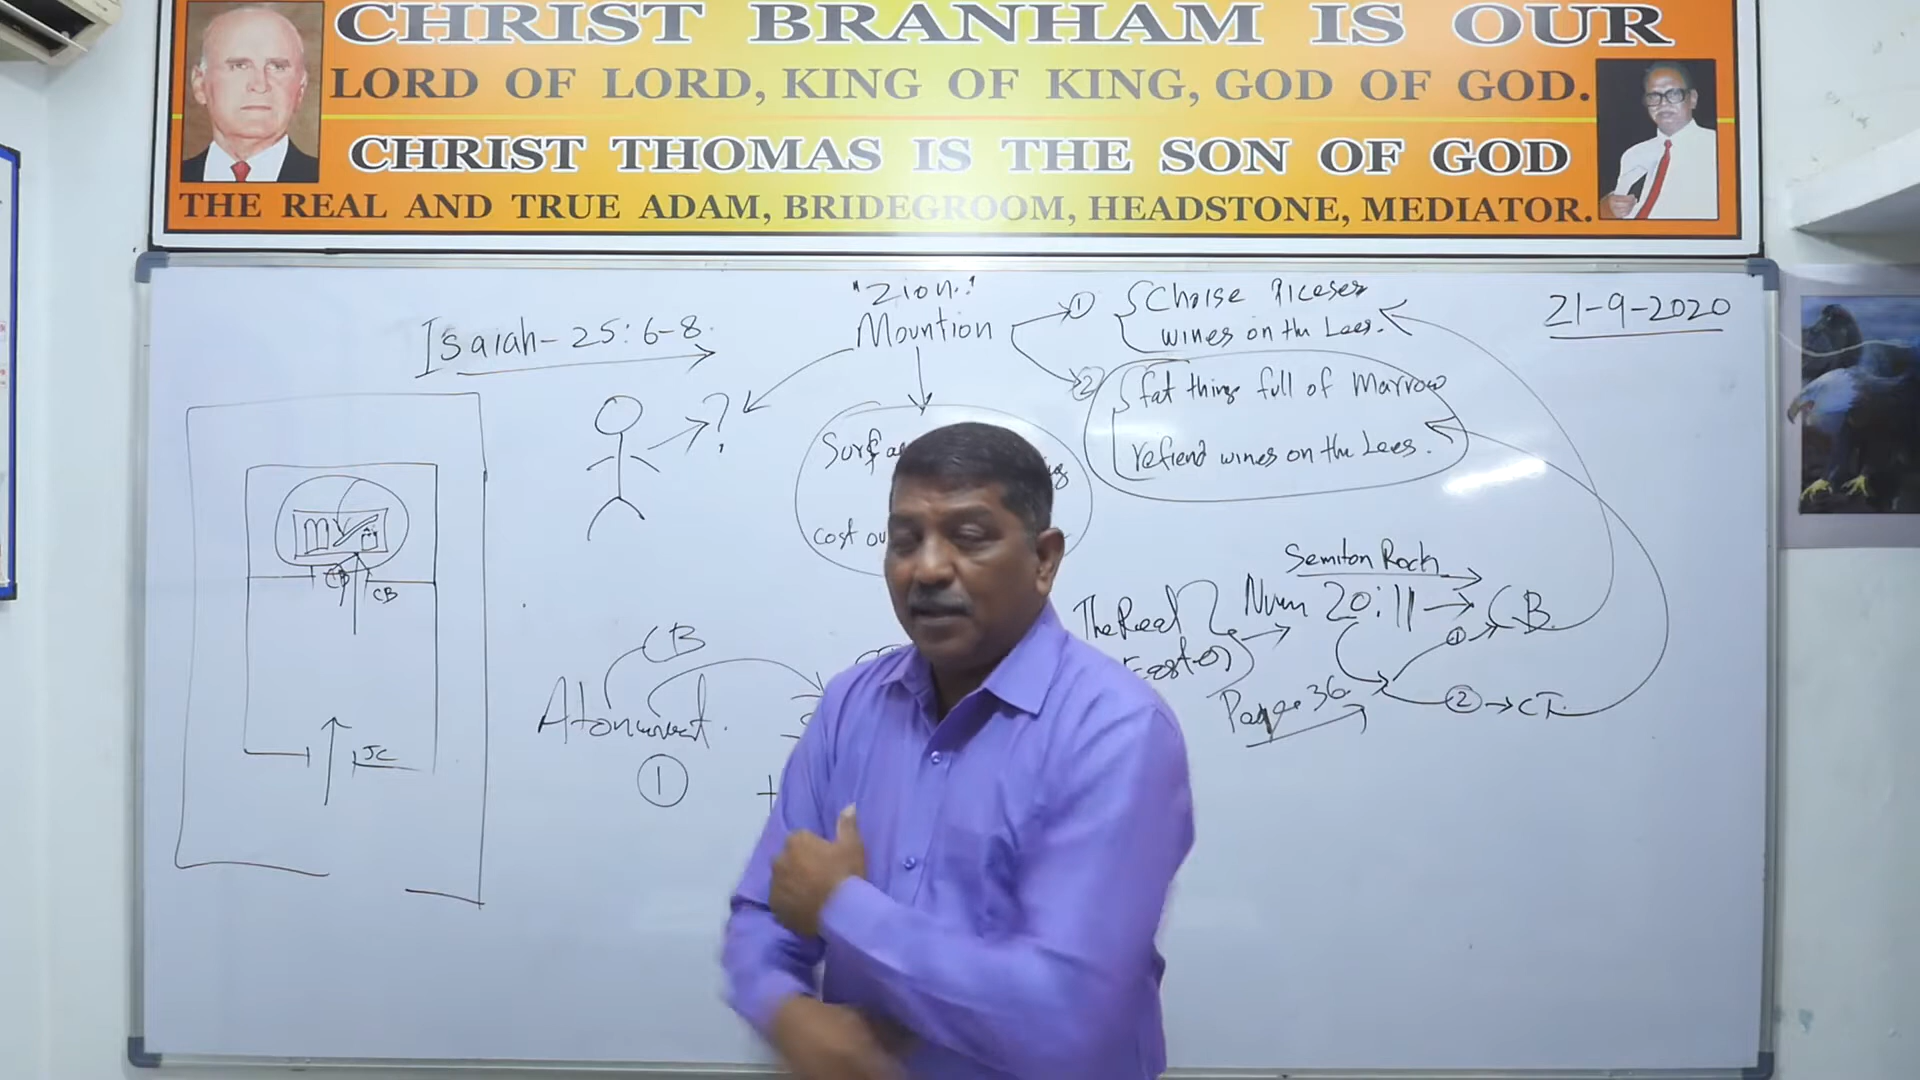 CHRIST BRANHAM IS OUR
LORD OF LORD, KING OF KING, GOD OF GOD.
CHRIST THOMAS IS THE SON OF GOD
THE REAL AND TRUE ADAM, BRIDEGROOM, HEADSTONE, MEDIATOR.
21-9-2020
Isaiah-25:6-8
"Zion"
Mountion
?
① Choise
wines on the Lees.
② fat things full of Marrow
refiend wines on the Lees.
cost
CB
JC
CB
Atonument.
①
+
Semiton Rock
The Real
Num 20:11 → CB
Page 36
① 
② → CT